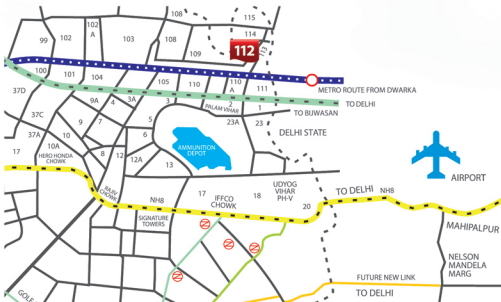 108
115
102
A
99
102
103
108
114
109
112
113
100
101
104
105
110
110
A
111
METRO ROUTE FROM DWARKA
37D
9A
4
3A
3
PALAM VIHAR
2
1
TO DELHI
37C
9
7
5
23A
23
TO BIJWASAN
37A
6
DELHI STATE
17
10A
10
HERO HONDA
CHOWK
8
12
12A
13
AMMUNITION
DEPOT
AIRPORT
RAJIV
CHOWK
NH8
17
IFFCO
CHOWK
18
UDYOG
VIHAR
PH-V
20
TO DELHI
NH8
SIGNATURE
TOWERS
MAHIPALPUR
NELSON
MANDELA
MARG
FUTURE NEW LINK
TO DELHI
GOLF